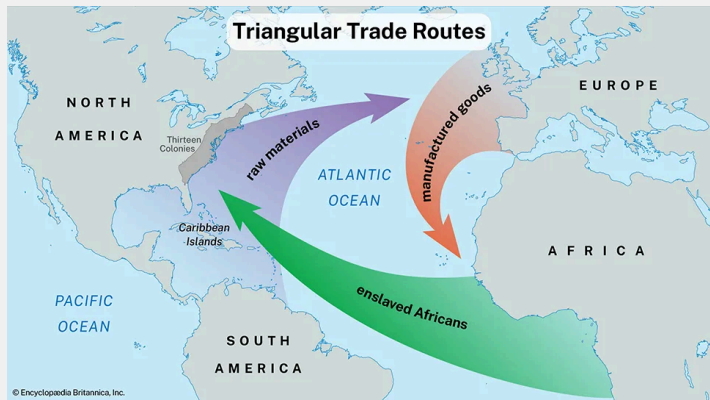 Triangular Trade Routes
NORTH
AMERICA
Thirteen
Colonies
raw materials
manufactured goods
EUROPE
ATLANTIC
OCEAN
Caribbean
Islands
AFRICA
PACIFIC
OCEAN
enslaved Africans
SOUTH
AMERICA
© Encyclopædia Britannica, Inc.